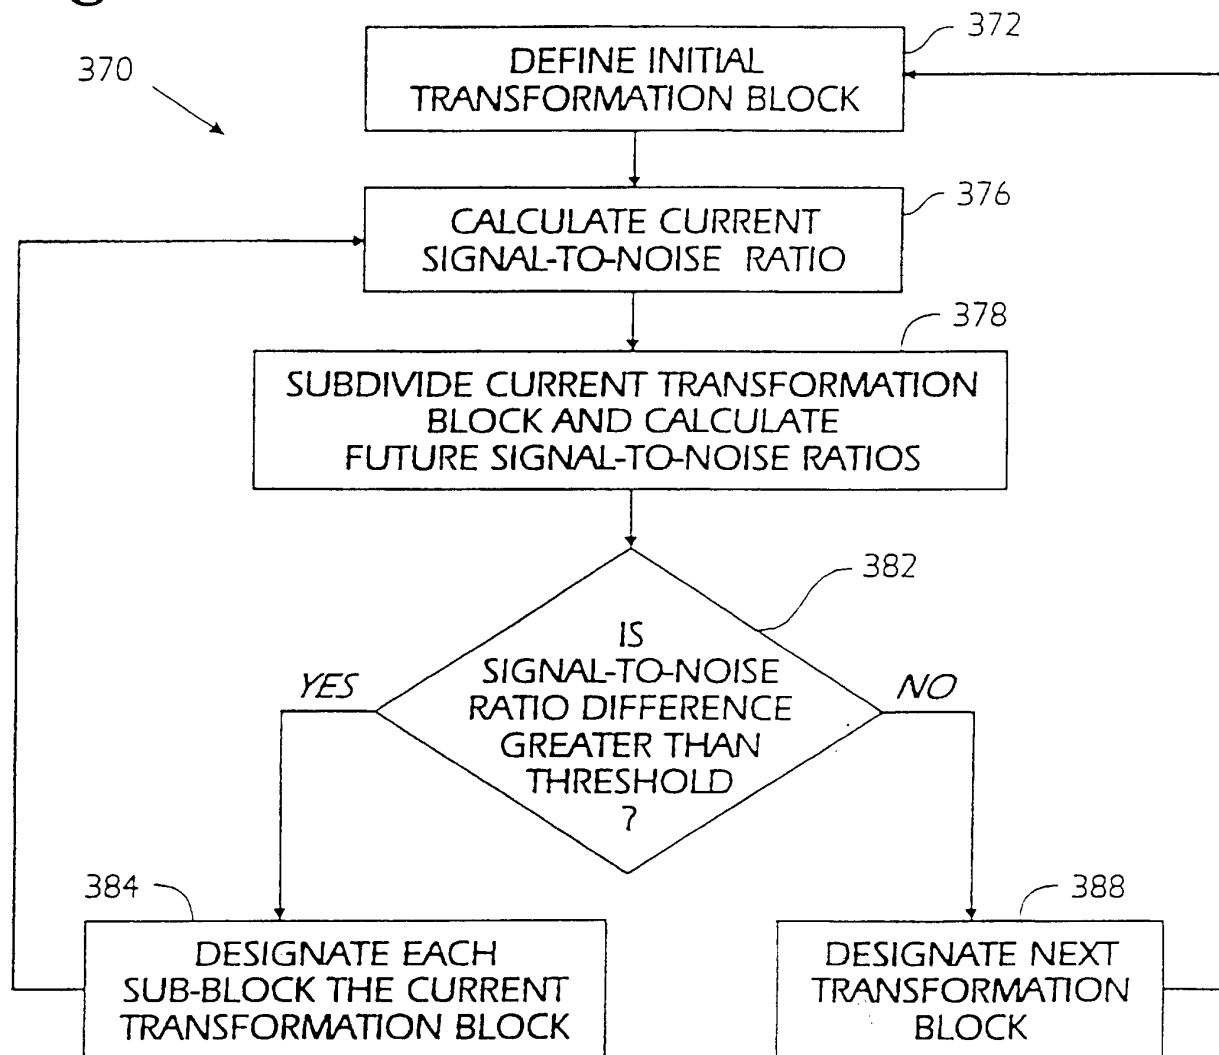 372
370
DEFINE INITIAL
TRANSFORMATION BLOCK
376
CALCULATE CURRENT
SIGNAL-TO-NOISE RATIO
378
SUBDIVIDE CURRENT TRANSFORMATION
BLOCK AND CALCULATE
FUTURE SIGNAL-TO-NOISE RATIOS
382
IS
SIGNAL-TO-NOISE
RATIO DIFFERENCE
GREATER THAN
THRESHOLD
?
YES
NO
384
DESIGNATE EACH
SUB-BLOCK THE CURRENT
TRANSFORMATION BLOCK
388
DESIGNATE NEXT
TRANSFORMATION
BLOCK